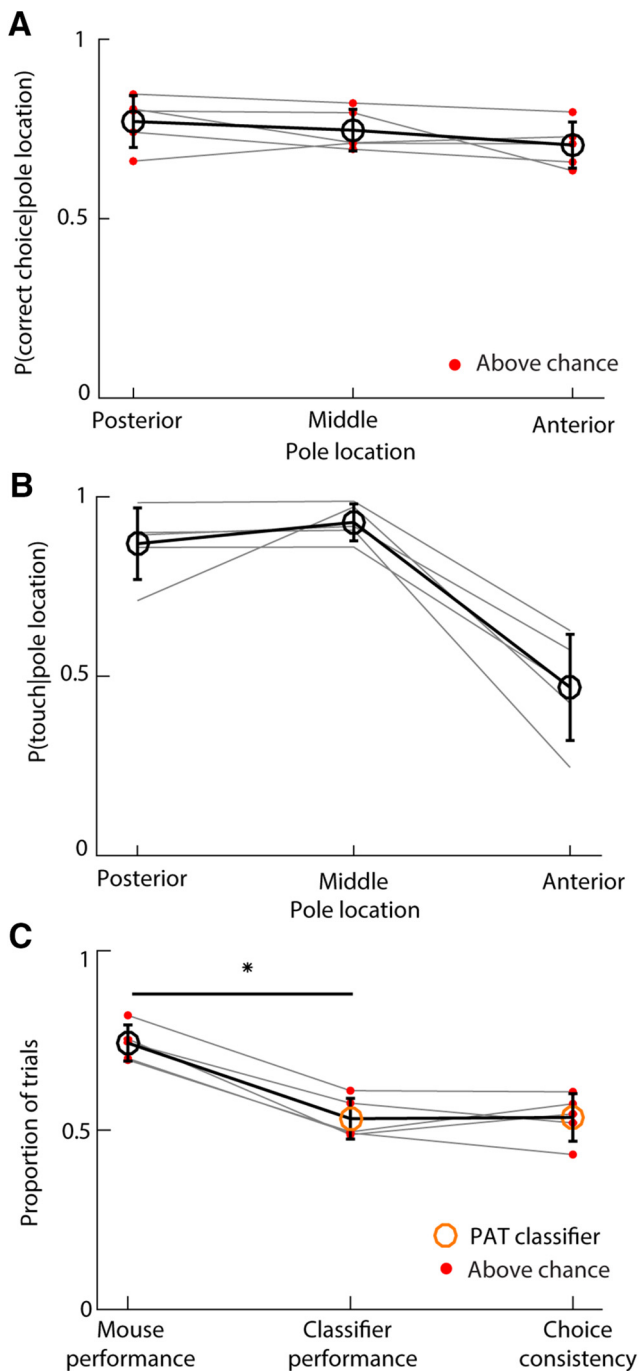 A
1
0.5
0
P(correct choice|pole location)
Above chance
Posterior
Middle
Anterior
Pole location
B
1
0.5
0
P(touch|pole location)
Posterior
Middle
Anterior
Pole location
C
1
0.5
0
Proportion of trials
*
PAT classifier
Above chance
Mouse
performance
Classifier
performance
Choice
consistency